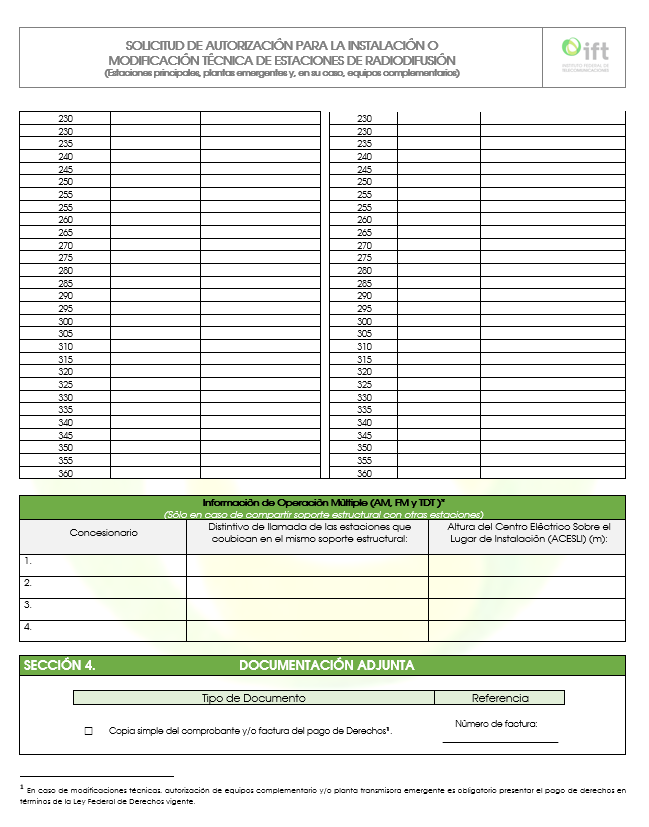 SOLICITUD DE AUTORIZACIÓN PARA LA INSTALACIÓN O
MODIFICACIÓN TÉCNICA DE ESTACIONES DE RADIODIFUSIÓN
(Estaciones principales, plantas emergentes y, en su caso, equipos complementarios)
ift
INSTITUTO FEDERAL DE
TELECOMUNICACIONES
230 230
230 230
235 235
240 240
245 245
250 250
255 255
255 255
260 260
265 265
270 270
275 275
280 280
285 285
290 290
295 295
300 300
305 305
310 310
315 315
320 320
325 325
330 330
335 335
340 340
345 345
350 350
355 355
360 360
Información de Operación Múltiple (AM, FM y TDT )*
(Sólo en caso de compartir soporte estructural con otras estaciones)
Concesionario
Distintivo de llamada de las estaciones que
coubican en el mismo soporte estructural:
Altura del Centro Eléctrico Sobre el
Lugar de Instalación (ACESLI) (m):
1.
2.
3.
4.
SECCIÓN 4. DOCUMENTACIÓN ADJUNTA
Tipo de Documento Referencia
☐ Copia simple del comprobante y/o factura del pago de Derechos¹.
Número de factura:
1 En caso de modificaciones técnicas, autorización de equipos complementario y/o planta transmisora emergente es obligatorio presentar el pago de derechos en
términos de la Ley Federal de Derechos vigente.